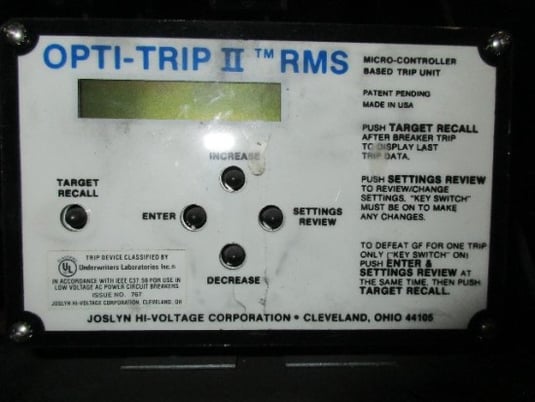 OPTI-TRIP II ™ RMS
MICRO-CONTROLLER
BASED TRIP UNIT
PATENT PENDING
MADE IN USA
PUSH TARGET RECALL
AFTER BREAKER TRIP
TO DISPLAY LAST
TRIP DATA.
INCREASE
TARGET
RECALL
ENTER
SETTINGS
REVIEW
DECREASE
PUSH SETTINGS REVIEW
TO REVIEW/CHANGE
SETTINGS. "KEY SWITCH"
MUST BE ON TO MAKE
ANY CHANGES.
TO DEFEAT GF FOR ONE TRIP
ONLY ("KEY SWITCH" ON)
PUSH ENTER &
SETTINGS REVIEW AT
THE SAME TIME, THEN PUSH
TARGET RECALL.
UL
TRIP DEVICE CLASSIFIED BY
Underwriters Laboratories Inc.®
IN ACCORDANCE WITH IEEE C37.59 FOR USE IN
LOW VOLTAGE AC POWER CIRCUIT BREAKERS
ISSUE NO. 767
JOSLYN HI-VOLTAGE CORPORATION, CLEVELAND, OH
JOSLYN HI-VOLTAGE CORPORATION • CLEVELAND, OHIO 44105